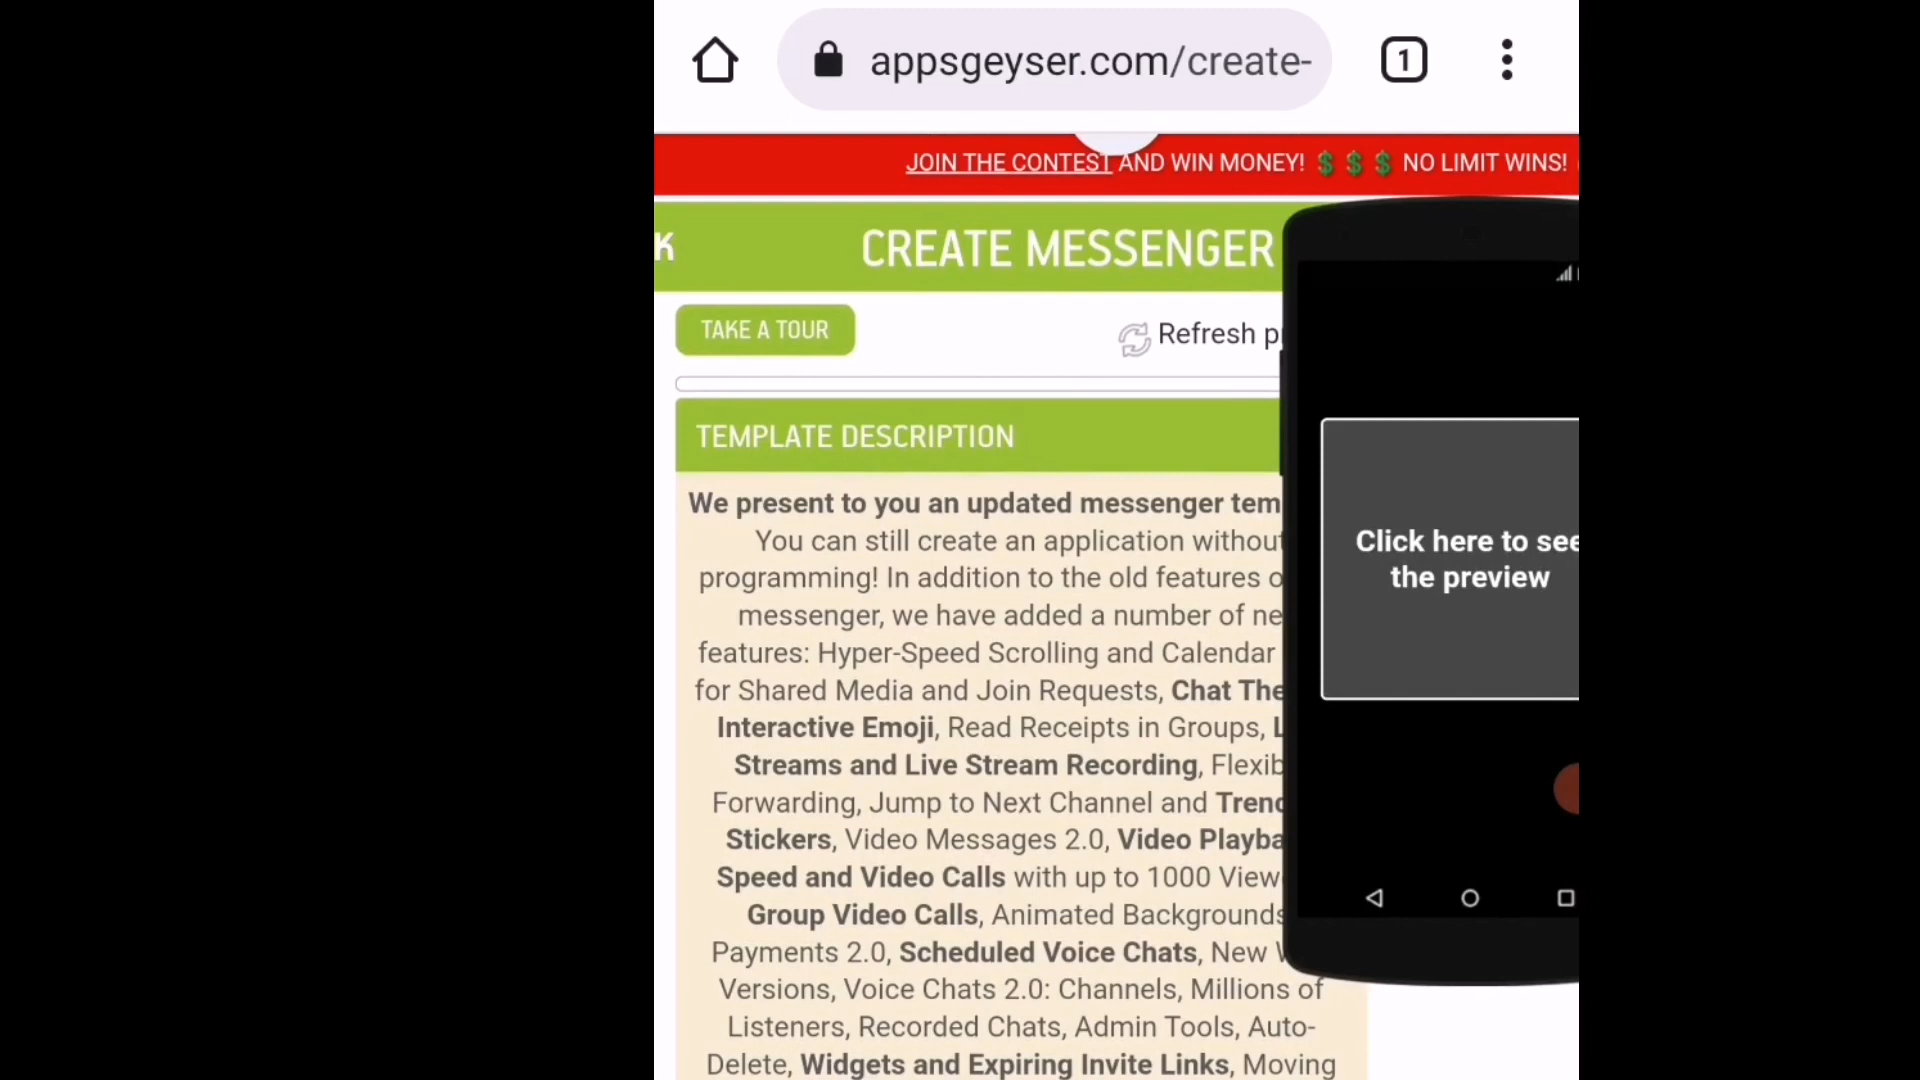 appsgeyser.com/create-
1
JOIN THE CONTEST AND WIN MONEY! 💲💲💲 NO LIMIT WINS!
K
CREATE MESSENGER
TAKE A TOUR
Refresh p
TEMPLATE DESCRIPTION
We present to you an updated messenger tem
You can still create an application without
programming! In addition to the old features o
messenger, we have added a number of ne
features: Hyper-Speed Scrolling and Calendar
for Shared Media and Join Requests, Chat The
Interactive Emoji, Read Receipts in Groups, L
Streams and Live Stream Recording, Flexib
Forwarding, Jump to Next Channel and Trend
Stickers, Video Messages 2.0, Video Playba
Speed and Video Calls with up to 1000 View
Group Video Calls, Animated Backgrounds
Payments 2.0, Scheduled Voice Chats, New
Versions, Voice Chats 2.0: Channels, Millions of
Listeners, Recorded Chats, Admin Tools, Auto-
Delete, Widgets and Expiring Invite Links, Moving
Click here to see
the preview